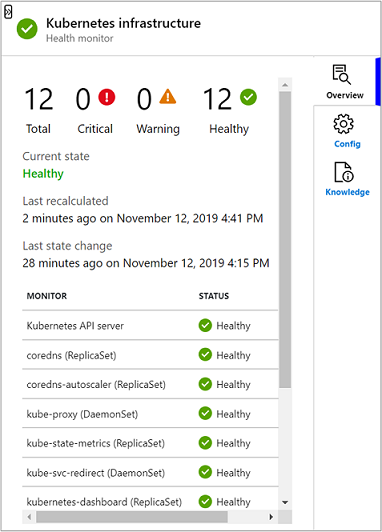 Kubernetes infrastructure
Health monitor
12 0 0 12
Total Critical Warning Healthy
Current state
Healthy
Last recalculated
2 minutes ago on November 12, 2019 4:41 PM
Last state change
28 minutes ago on November 12, 2019 4:15 PM
MONITOR STATUS
Kubernetes API server Healthy
coredns (ReplicaSet) Healthy
coredns-autoscaler (ReplicaSet) Healthy
kube-proxy (DaemonSet) Healthy
kube-state-metrics (ReplicaSet) Healthy
kube-svc-redirect (DaemonSet) Healthy
kubernetes-dashboard (ReplicaSet) Healthy
Overview
Config
Knowledge